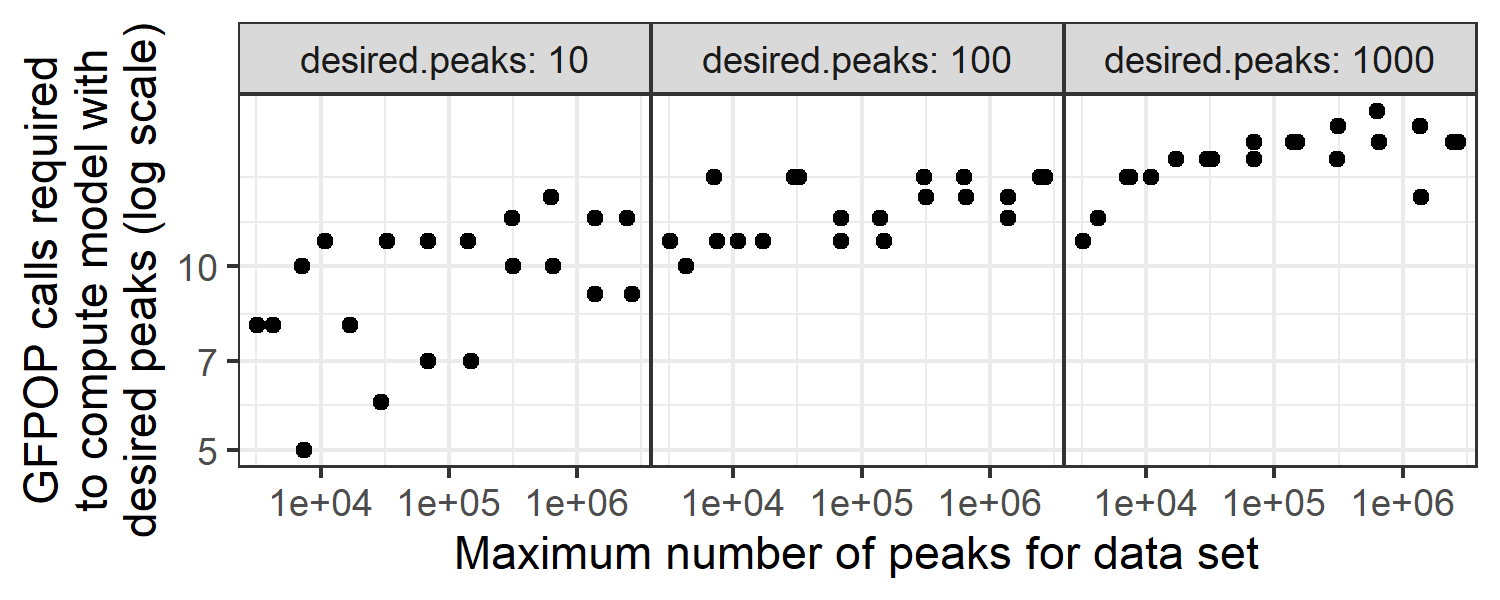 GFPOP calls required
to compute model with
desired peaks (log scale)
desired.peaks: 10
desired.peaks: 100
desired.peaks: 1000
10
7
5
1e+04
1e+05
1e+06
1e+04
1e+05
1e+06
1e+04
1e+05
1e+06
Maximum number of peaks for data set